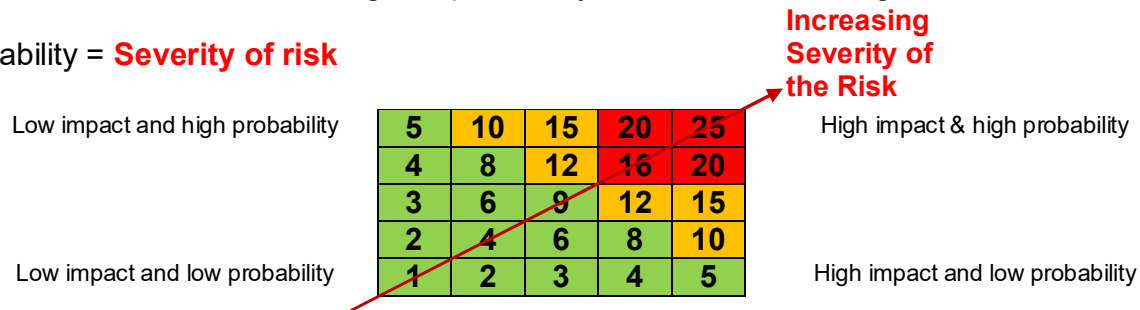 Increasing
Severity of
the Risk
ability = Severity of risk
Low impact and high probability
5 10 15 20 25
High impact & high probability
4 8 12 16 20
3 6 9 12 15
2 4 6 8 10
Low impact and low probability
1 2 3 4 5
High impact and low probability